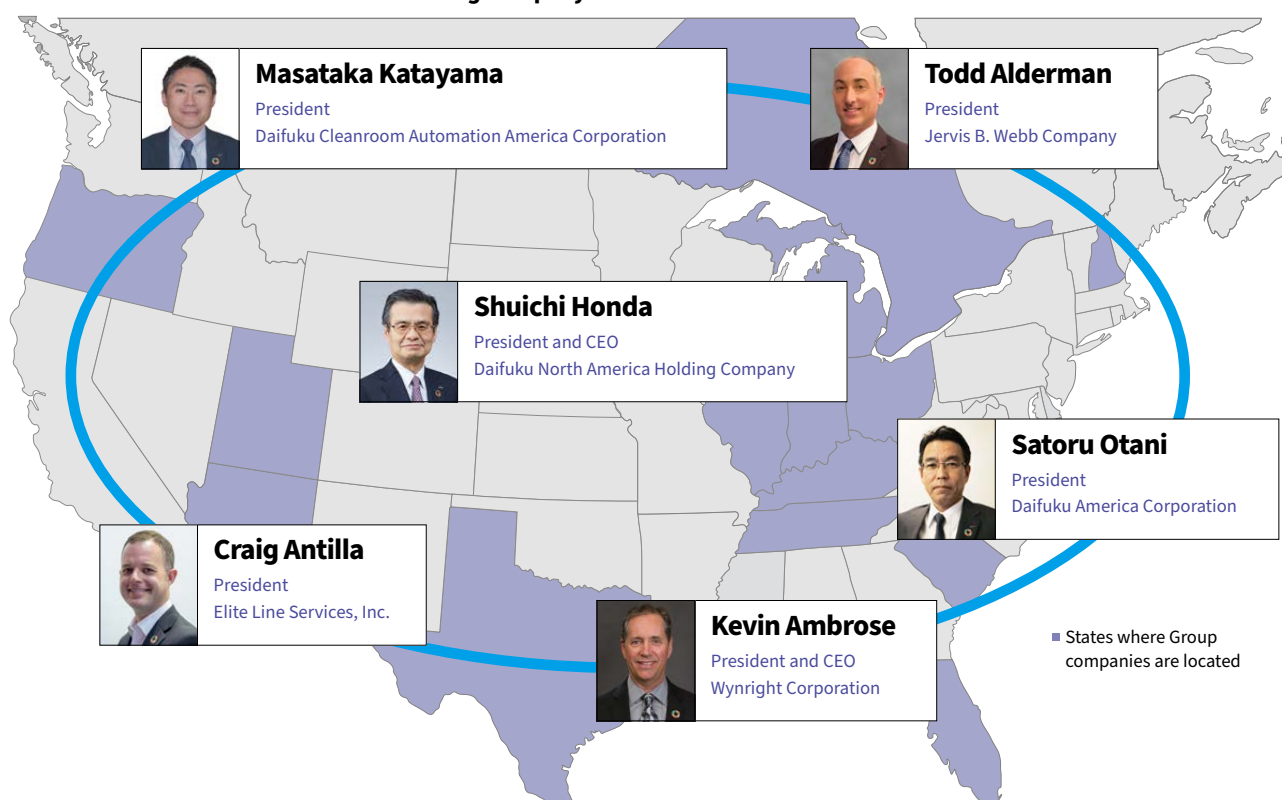 Masataka Katayama
President
Daifuku Cleanroom Automation America Corporation
Todd Alderman
President
Jervis B. Webb Company
Shuichi Honda
President and CEO
Daifuku North America Holding Company
Satoru Otani
President
Daifuku America Corporation
Craig Antilla
President
Elite Line Services, Inc.
Kevin Ambrose
President and CEO
Wynright Corporation
States where Group
companies are located